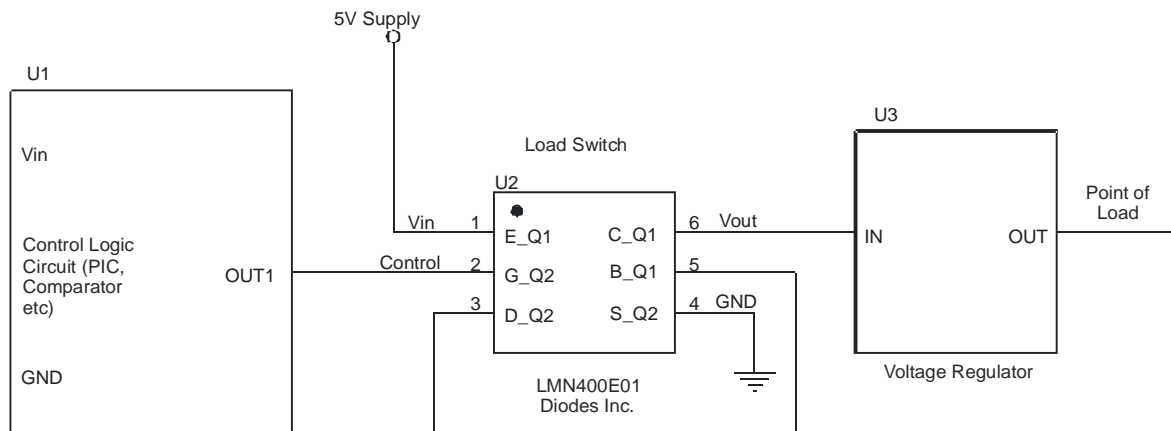 5V Supply
U1
Vin
Control Logic
Circuit (PIC,
Comparator
etc)
OUT1
GND
Load Switch
U2
Vin 1
Control 2
3
E_Q1
G_Q2
D_Q2
C_Q1
B_Q1
S_Q2
6 Vout
5
4 GND
LMN400E01
Diodes Inc.
U3
IN
OUT
Voltage Regulator
Point of
Load